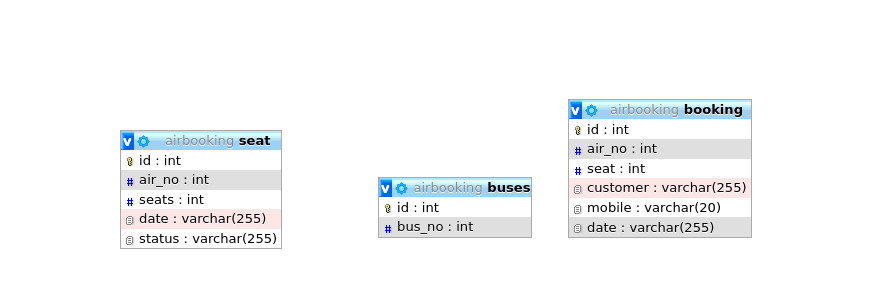 v airbooking seat
id : int
air_no : int
seats : int
date : varchar(255)
status : varchar(255)
v airbooking buses
id : int
bus_no : int
v airbooking booking
id : int
air_no : int
seat : int
customer : varchar(255)
mobile : varchar(20)
date : varchar(255)